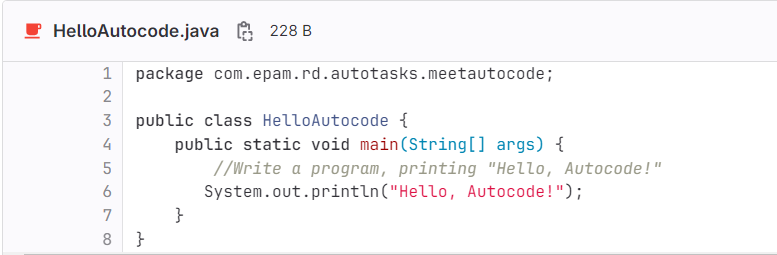 HelloAutocode.java 228 B
1 package com.epam.rd.autotasks.meetautocode;
2
3 public class HelloAutocode {
4     public static void main(String[] args) {
5         //Write a program, printing "Hello, Autocode!"
6        System.out.println("Hello, Autocode!");
7     }
8 }